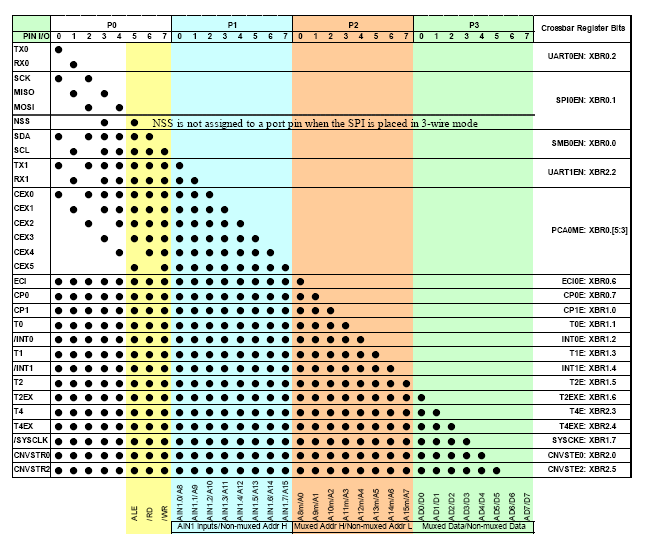 P0 P1 P2 P3 Crossbar Register Bits
PIN I/O 0 1 2 3 4 5 6 7 0 1 2 3 4 5 6 7 0 1 2 3 4 5 6 7 0 1 2 3 4 5 6 7
TX0
UART0EN: XBR0.2
RX0
SCK
MISO
SPI0EN: XBR0.1
MOSI
NSS NSS is not assigned to a port pin when the SPI is placed in 3-wire mode
SDA
SMB0EN: XBR0.0
SCL
TX1
UART1EN: XBR2.2
RX1
CEX0
CEX1
CEX2
PCA0ME: XBR0.[5:3]
CEX3
CEX4
CEX5
ECI ECI0E: XBR0.6
CP0 CP0E: XBR0.7
CP1 CP1E: XBR1.0
T0 T0E: XBR1.1
/INT0 INT0E: XBR1.2
T1 T1E: XBR1.3
/INT1 INT1E: XBR1.4
T2 T2E: XBR1.5
T2EX T2EXE: XBR1.6
T4 T4E: XBR2.3
T4EX T4EXE: XBR2.4
/SYSCLK SYSCKE: XBR1.7
CNVSTR0 CNVSTE0: XBR2.0
CNVSTR2 CNVSTE2: XBR2.5
ALE
/RD
/WR
AIN1.0/A8
AIN1.1/A9
AIN1.2/A10
AIN1.3/A11
AIN1.4/A12
AIN1.5/A13
AIN1.6/A14
AIN1.7/A15
A8m/A0
A9m/A1
A10m/A2
A11m/A3
A12m/A4
A13m/A5
A14m/A6
A15m/A7
AD0/D0
AD1/D1
AD2/D2
AD3/D3
AD4/D4
AD5/D5
AD6/D6
AD7/D7
AIN1 Inputs/Non-muxed Addr H Muxed Addr H/Non-muxed Addr L Muxed Data/Non-muxed Data